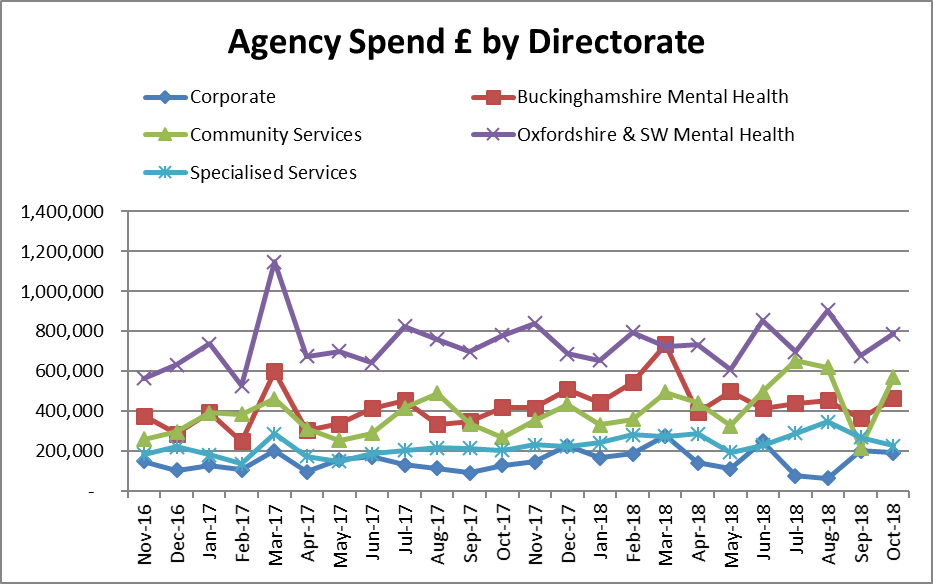 Agency Spend £ by Directorate
Corporate
Buckinghamshire Mental Health
Community Services
Oxfordshire & SW Mental Health
Specialised Services
1,400,000
1,200,000
1,000,000
800,000
600,000
400,000
200,000
-
Nov-16
Dec-16
Jan-17
Feb-17
Mar-17
Apr-17
May-17
Jun-17
Jul-17
Aug-17
Sep-17
Oct-17
Nov-17
Dec-17
Jan-18
Feb-18
Mar-18
Apr-18
May-18
Jun-18
Jul-18
Aug-18
Sep-18
Oct-18